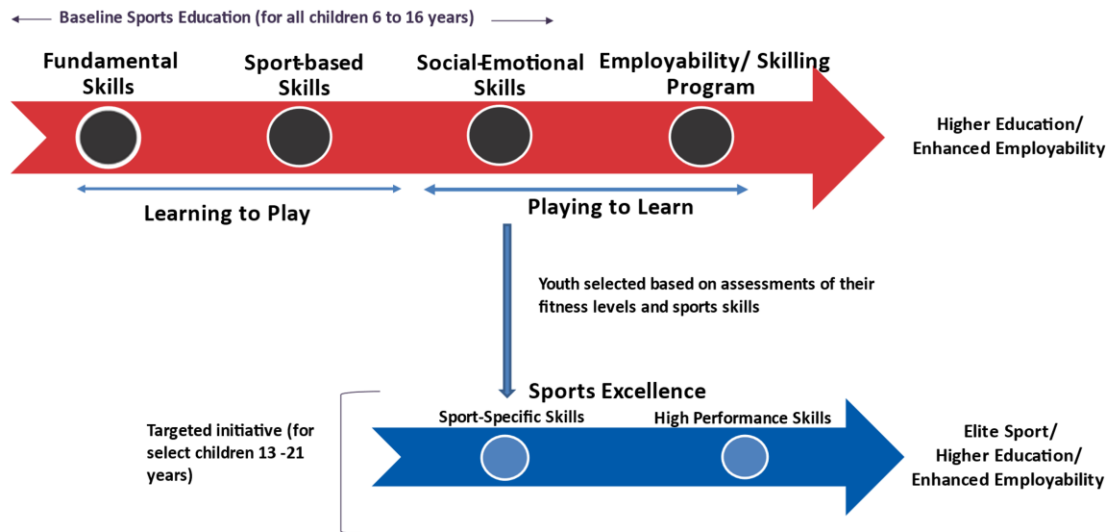 Baseline Sports Education (for all children 6 to 16 years)
Fundamental
Skills
Sport-based
Skills
Social-Emotional
Skills
Employability/ Skilling
Program
Higher Education/
Enhanced Employability
Learning to Play
Playing to Learn
Youth selected based on assessments of their
fitness levels and sports skills
Sports Excellence
Sport-Specific Skills
High Performance Skills
Targeted initiative (for
select children 13 -21
years)
Elite Sport/
Higher Education/
Enhanced Employability